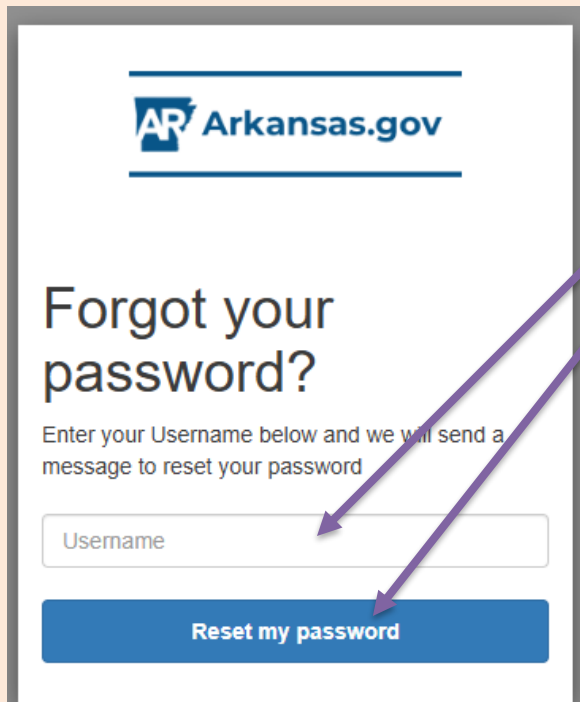 AR Arkansas.gov
Forgot your
password?
Enter your Username below and we will send a
message to reset your password
Username
Reset my password